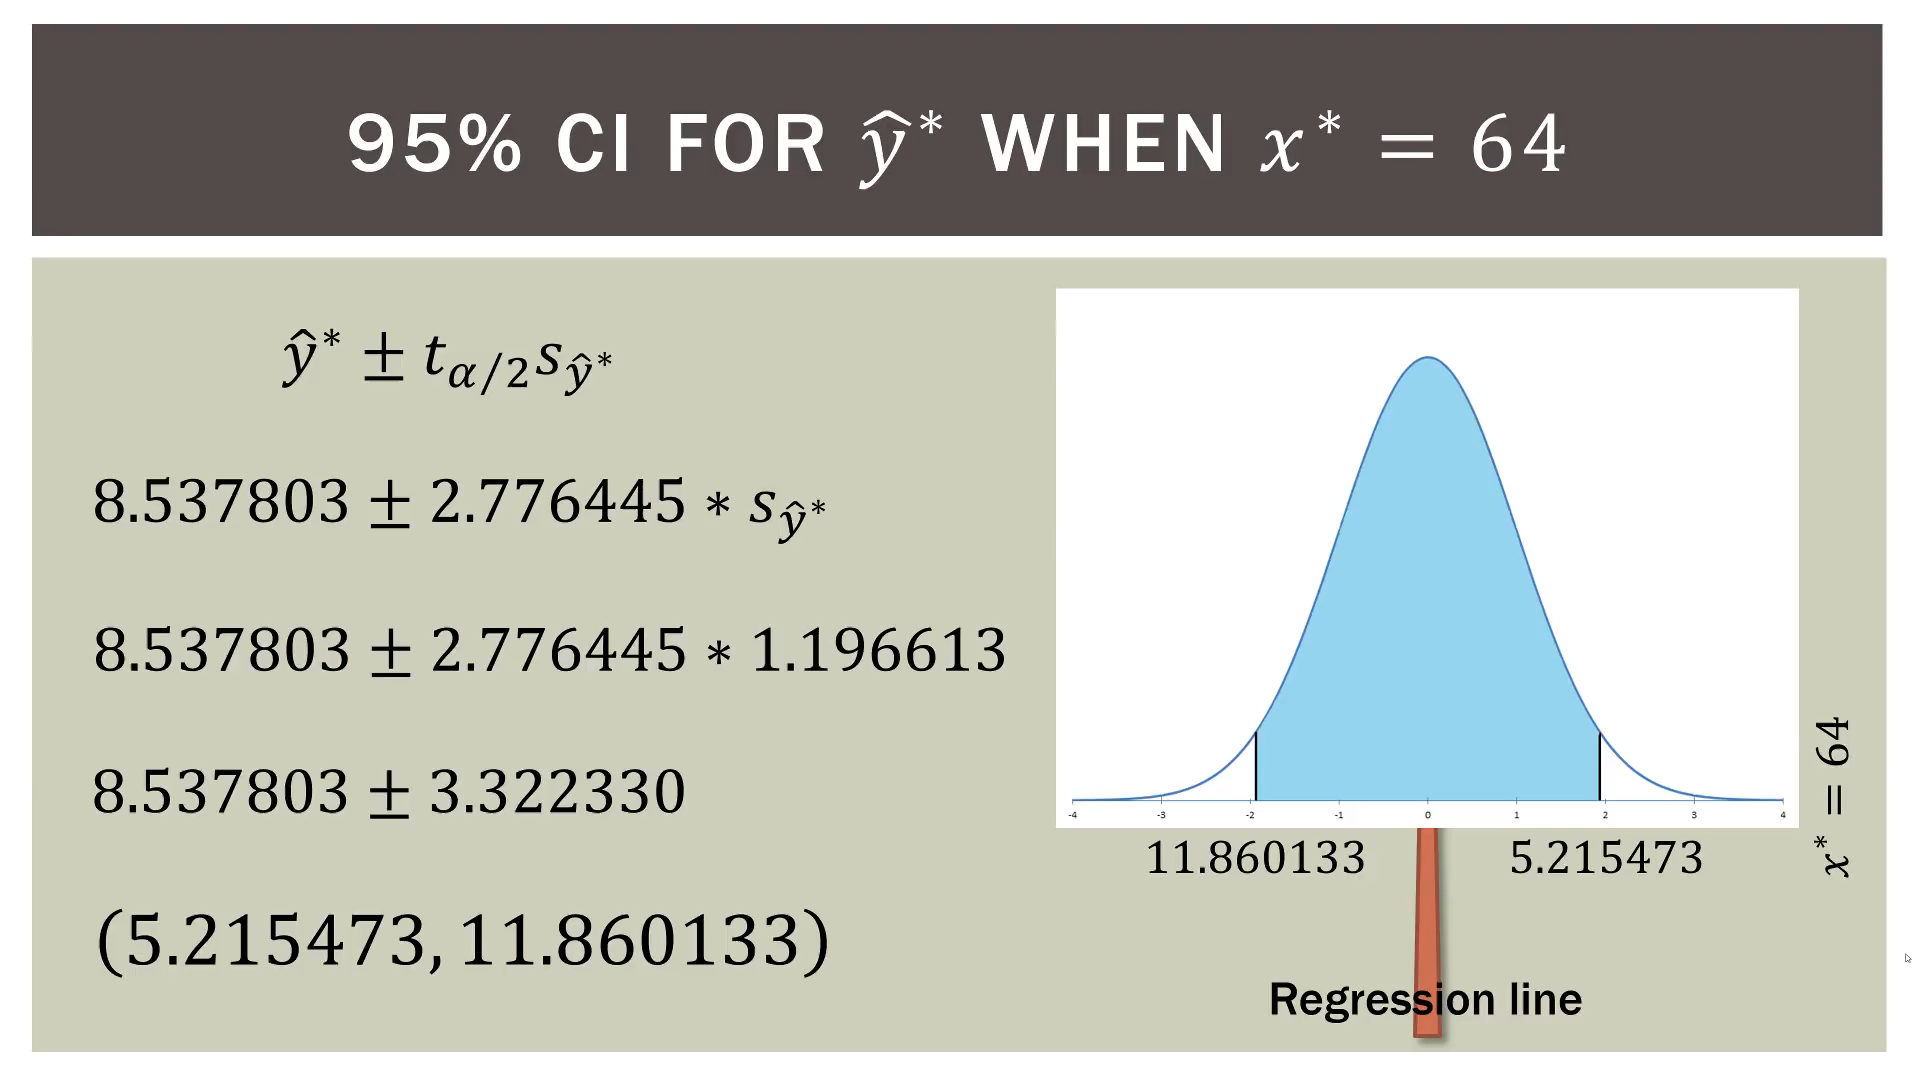 95% CI FOR ŷ* WHEN x* = 64
ŷ* ± t_{α/2}s_{ŷ*}
8.537803 ± 2.776445 * s_{ŷ*}
8.537803 ± 2.776445 * 1.196613
8.537803 ± 3.322330
(5.215473, 11.860133)
-4 -3 -2 -1 0 1 2 3 4
11.860133 5.215473
x* = 64
Regression line